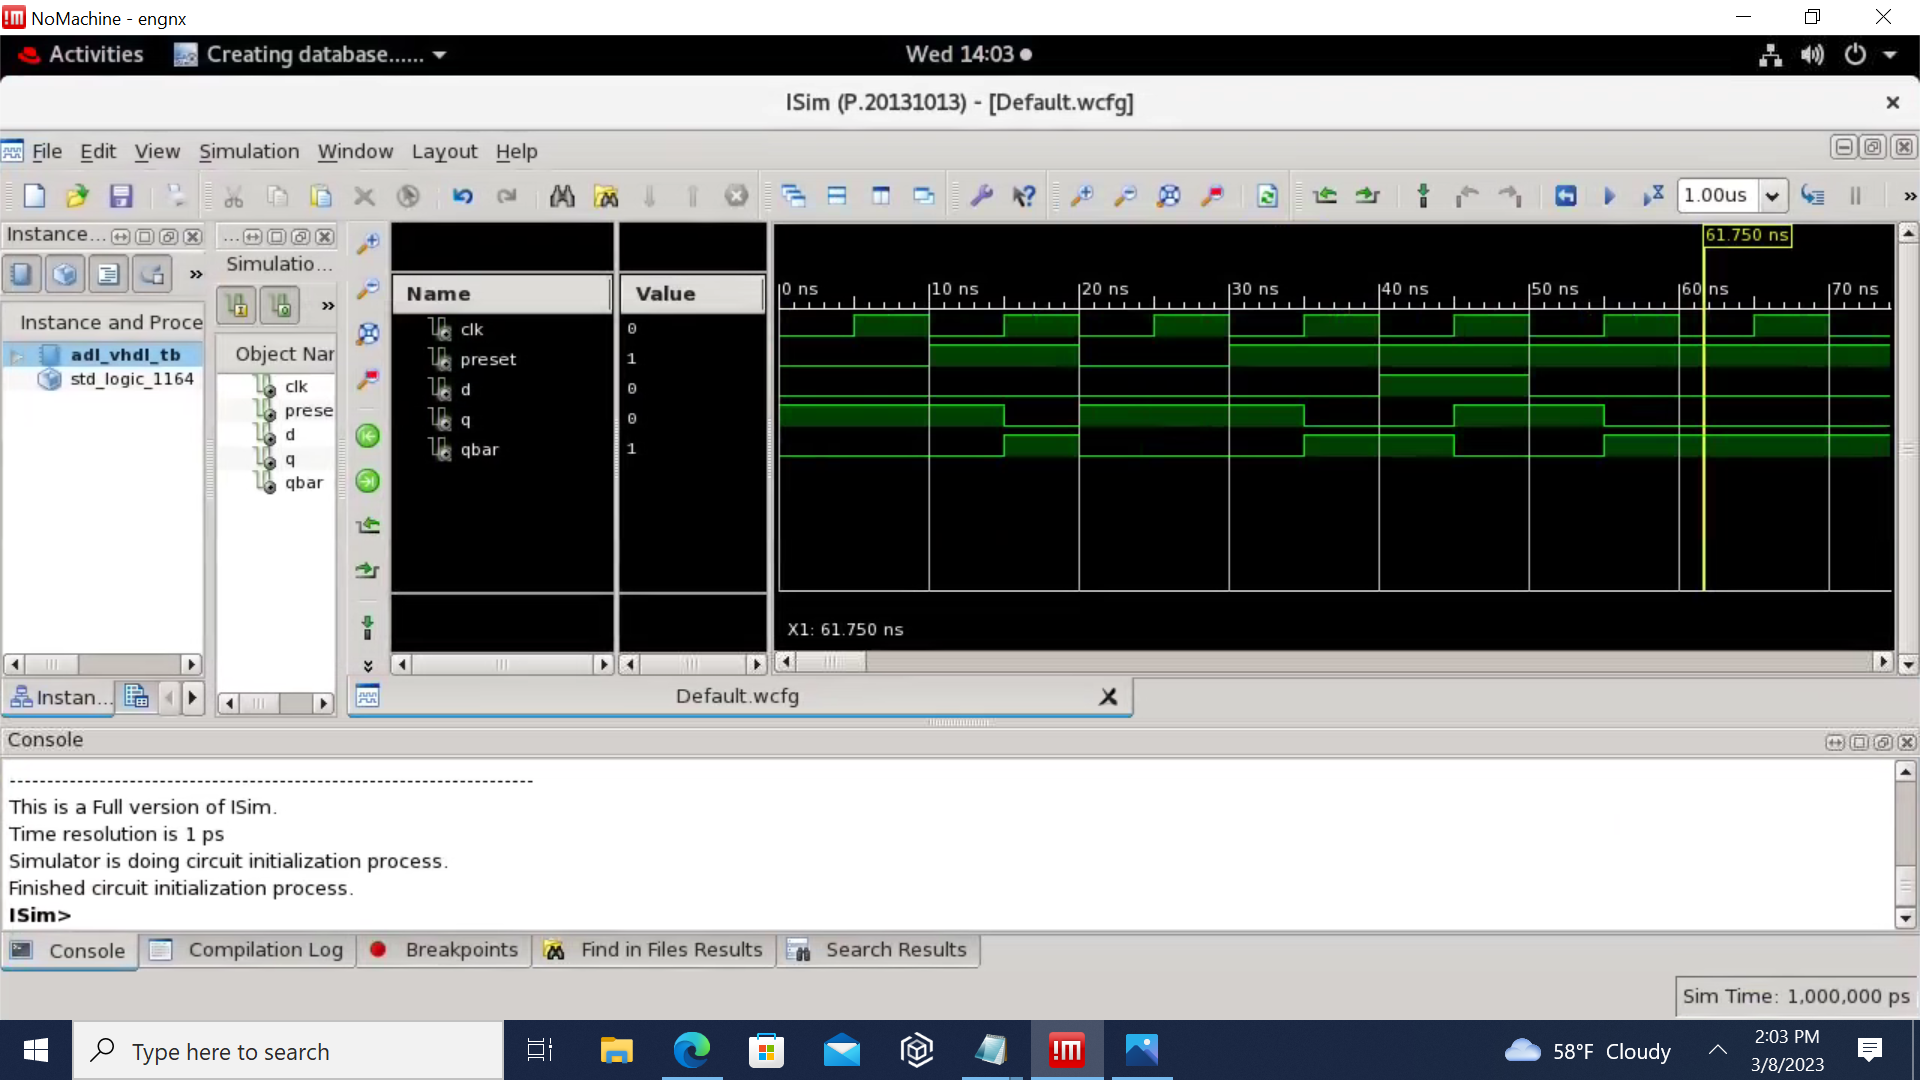 NoMachine - engnx
Activities Creating database...... Wed 14:03
ISim (P.20131013) - [Default.wcfg]
File Edit View Simulation Window Layout Help
1.00us
Instance...
...
Simulatio...
Instance and Proce
adl_vhdl_tb
std_logic_1164
Object Nar
clk
prese
d
q
qbar
Name Value
clk 0
preset 1
d 0
q 0
qbar 1
61.750 ns
0 ns 10 ns 20 ns 30 ns 40 ns 50 ns 60 ns 70 ns
X1: 61.750 ns
Instan...
Default.wcfg
Console
--------------------------------------------------------------------
This is a Full version of ISim.
Time resolution is 1 ps
Simulator is doing circuit initialization process.
Finished circuit initialization process.
ISim>
Console Compilation Log Breakpoints Find in Files Results Search Results
Sim Time: 1,000,000 ps
Type here to search
58°F Cloudy
2:03 PM
3/8/2023